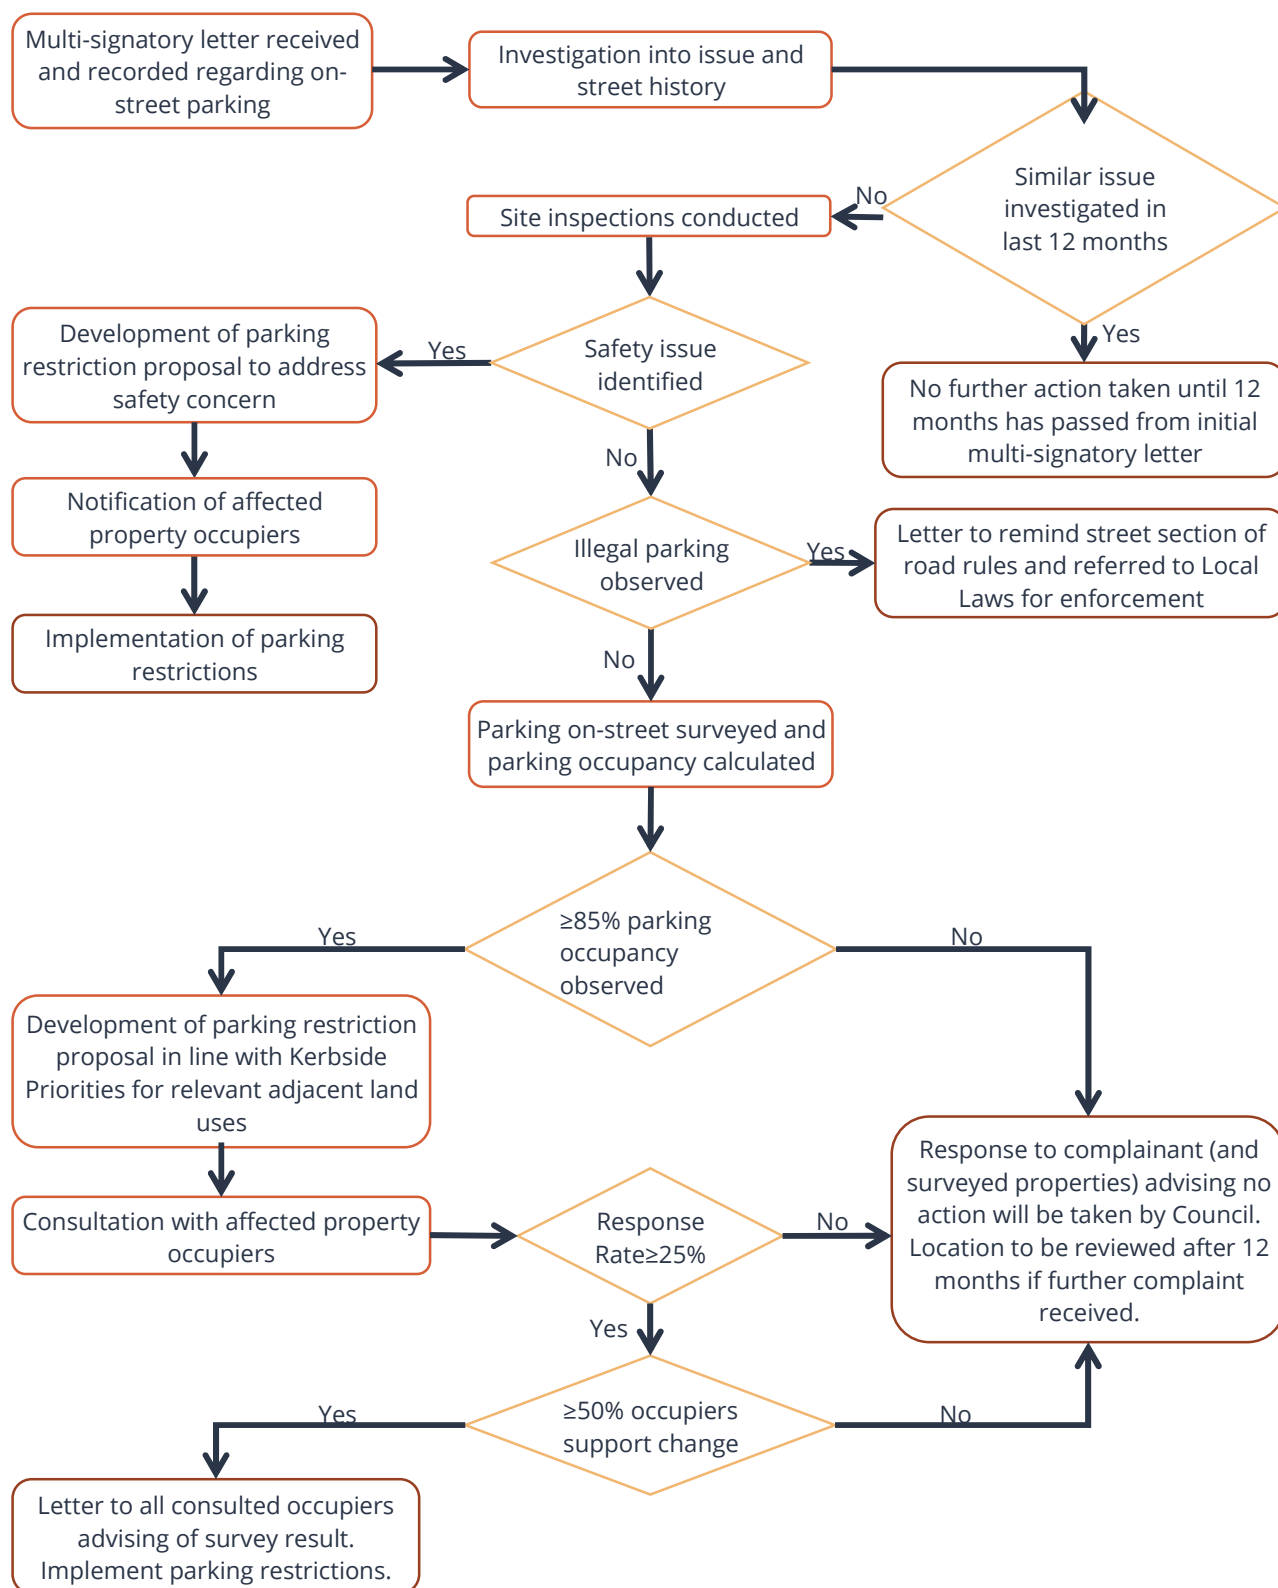 Multi-signatory letter received
and recorded regarding on-
street parking
Investigation into issue and
street history
Similar issue
investigated in
last 12 months
No
Site inspections conducted
Yes
No further action taken until 12
months has passed from initial
multi-signatory letter
Safety issue
identified
Yes
Development of parking
restriction proposal to address
safety concern
Notification of affected
property occupiers
Implementation of parking
restrictions
No
Illegal parking
observed
Yes
Letter to remind street section of
road rules and referred to Local
Laws for enforcement
No
Parking on-street surveyed and
parking occupancy calculated
≥85% parking
occupancy
observed
Yes
No
Development of parking restriction
proposal in line with Kerbside
Priorities for relevant adjacent land
uses
Consultation with affected property
occupiers
Response
Rate≥25%
No
Response to complainant (and
surveyed properties) advising no
action will be taken by Council.
Location to be reviewed after 12
months if further complaint
received.
Yes
≥50% occupiers
support change
Yes
No
Letter to all consulted occupiers
advising of survey result.
Implement parking restrictions.